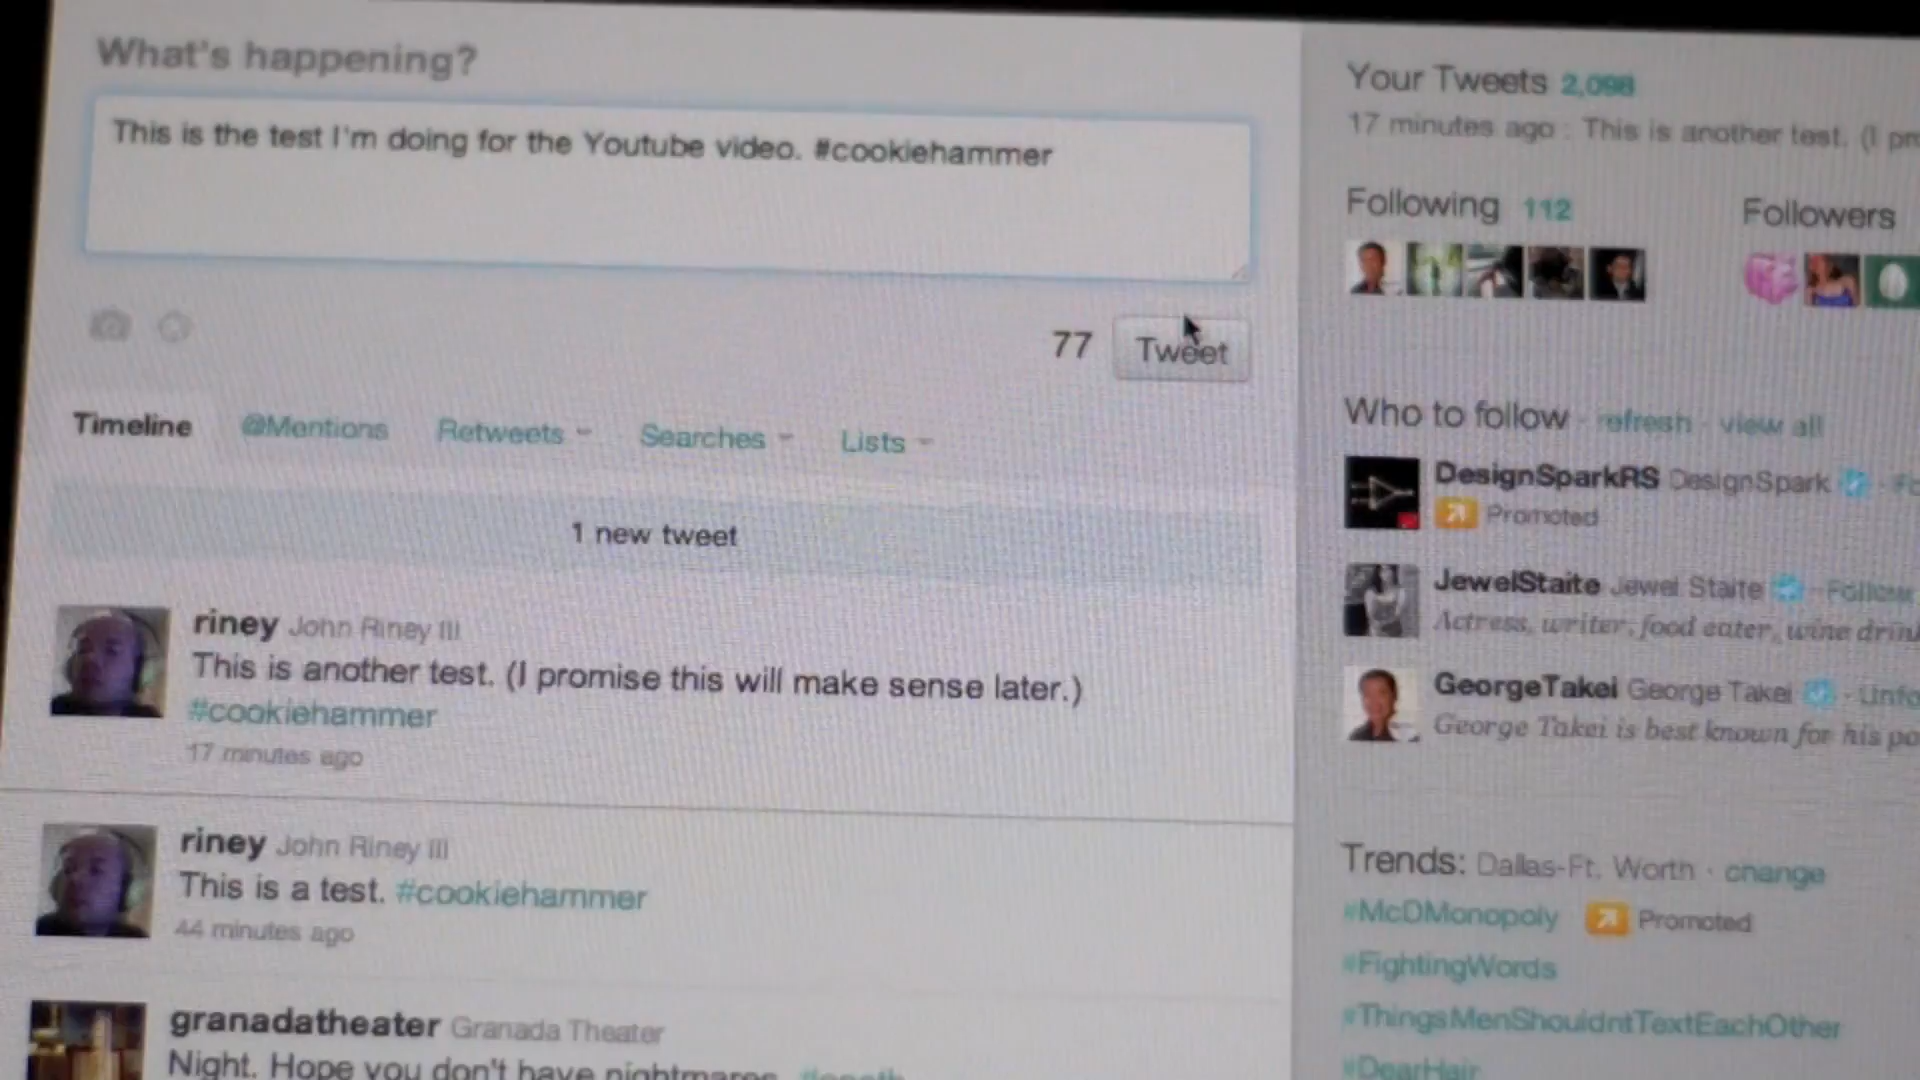 What's happening?
This is the test I'm doing for the Youtube video. #cookiehammer
77 Tweet
Timeline @Mentions Retweets Searches Lists
1 new tweet
riney John Riney III
This is another test. (I promise this will make sense later.)
#cookiehammer
17 minutes ago
riney John Riney III
This is a test. #cookiehammer
44 minutes ago
granadatheater Granada Theater
Night. Hope you don't have nightmares.
Your Tweets 2,098
17 minutes ago : This is another test. (I
Following 112
Followers
Who to follow · refresh · view all
DesignSparkRS DesignSpark
Promoted
JewelStaite Jewel Staite · Follow
Actress, writer, food eater, wine
GeorgeTakei George Takei
George Takei is best known for his
Trends: Dallas-Ft. Worth · change
#McDMonopoly Promoted
#FightingWords
#ThingsMenShouldntTextEachOther
#DearHair